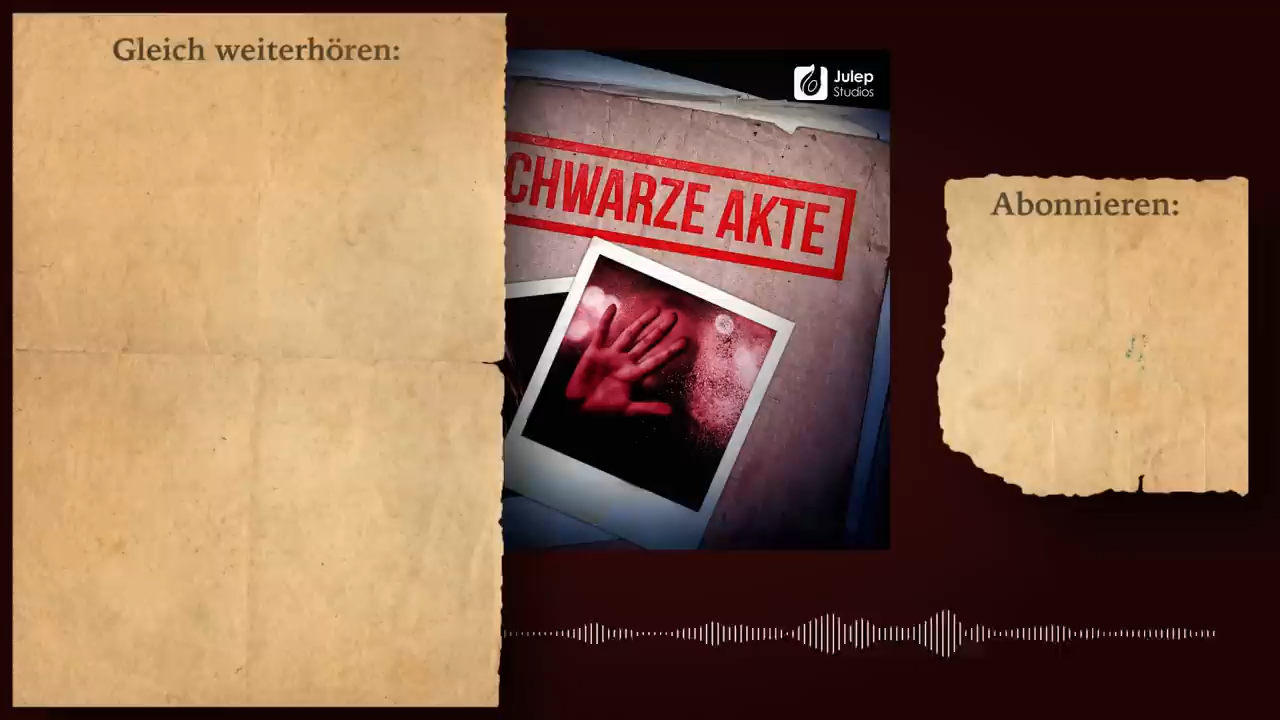 Gleich weiterhören:
Julep
Studios
CHWARZE AKTE
Abonnieren: